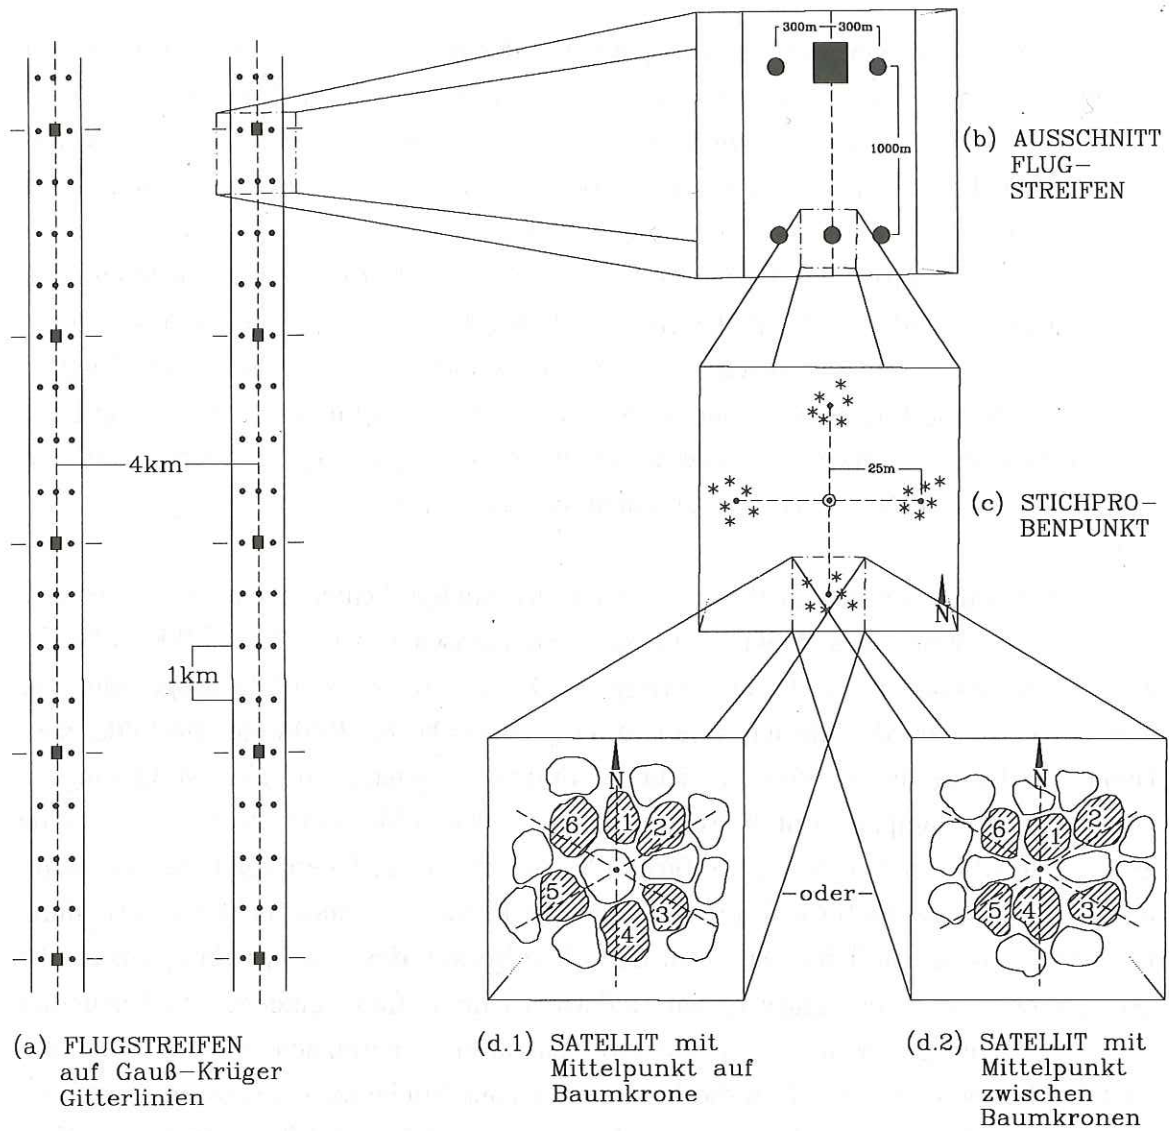 300m 300m
1000m
(b) AUSSCHNITT
FLUG-
STREIFEN
4km
25m
(c) STICHPRO-
BENPUNKT
N
1km
N
6 1 2
5 4 3
N
6 1 2
5 4 3
oder
(a) FLUGSTREIFEN
auf Gauß-Krüger
Gitterlinien
(d.1) SATELLIT mit
Mittelpunkt auf
Baumkrone
(d.2) SATELLIT mit
Mittelpunkt
zwischen
Baumkronen